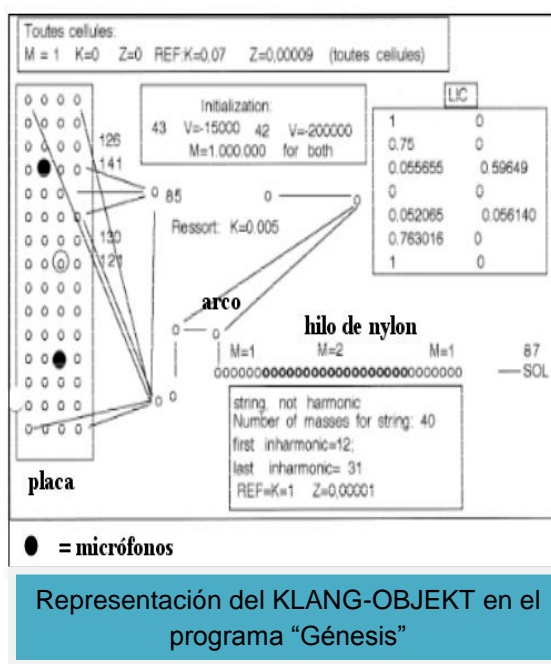 Toutes cellules:
M = 1 K=0 Z=0 REF:K=0,07 Z=0,00009 (toutes cellules)
LIC
Initialization:
43 V=-15000 42 V=-200000
M=1.000.000 for both
1 0
0.75 0
0.055655 0.59649
0 0
0.052065 0.056140
0.763016 0
1 0
126
141
85
Ressort: K=0.005
130
121
arco
hilo de nylon
M=1 M=2 M=1 87
SOL
string, not harmonic
Number of masses for string: 40
first inharmonic=12;
last inharmonic= 31
REF=K=1 Z=0,00001
placa
= micrófonos
Representación del KLANG-OBJEKT en el
programa “Génesis”